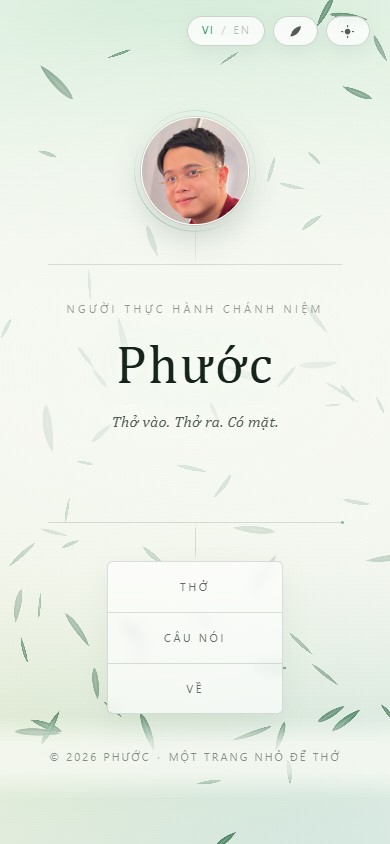 VI / EN
NGƯỜI THỰC HÀNH CHÁNH NIỆM
Phước
Thở vào. Thở ra. Có mặt.
THỞ
CÂU NÓI
VỀ
© 2026 PHƯỚC · MỘT TRANG NHỎ ĐỂ THỞ